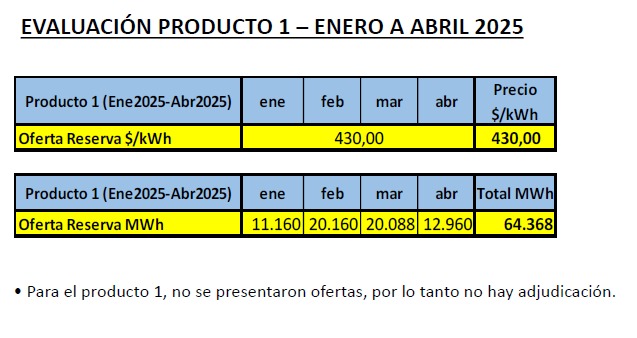 EVALUACIÓN PRODUCTO 1 – ENERO A ABRIL 2025
Producto 1 (Ene2025-Abr2025) ene feb mar abr Precio $/kWh
Oferta Reserva $/kWh 430,00 430,00
Producto 1 (Ene2025-Abr2025) ene feb mar abr Total MWh
Oferta Reserva MWh 11.160 20.160 20.088 12.960 64.368
• Para el producto 1, no se presentaron ofertas, por lo tanto no hay adjudicación.